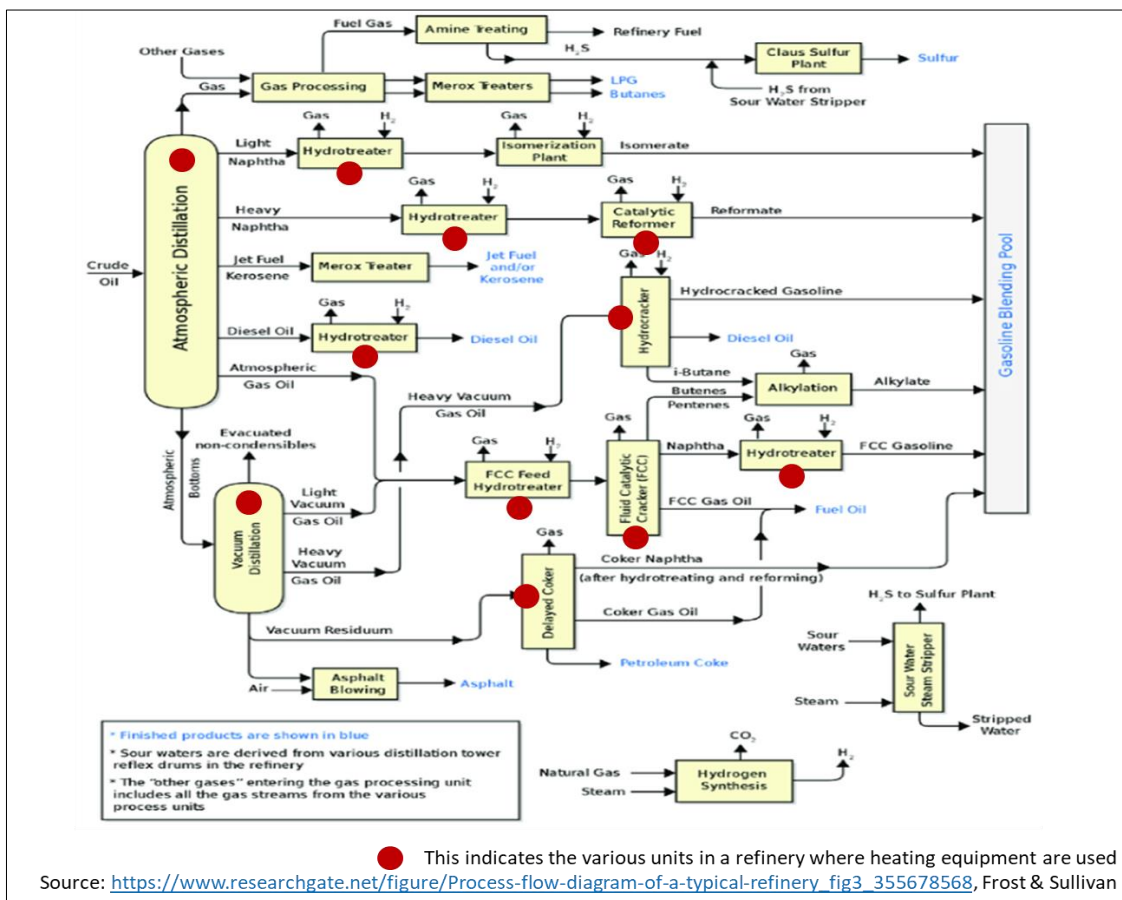 Fuel Gas
Amine Treating
Refinery Fuel
Other Gases
H2S
Claus Sulfur
Plant
Sulfur
Gas
Gas Processing
Merox Treaters
LPG
Butanes
H2S from
Sour Water Stripper
Gas
H2
Gas
H2
Light
Naphtha
Hydrotreater
Isomerization
Plant
Isomerate
Gas
H2
Gas
H2
Heavy
Naphtha
Hydrotreater
Catalytic
Reformer
Reformate
Crude
Oil
Atmospheric Distillation
Jet Fuel
Kerosene
Merox Treater
Jet Fuel
and/or
Kerosene
Gas
H2
Hydrocracker
Hydrocracked Gasoline
Gasoline Blending Pool
Gas
H2
Diesel Oil
Hydrotreater
Diesel Oil
Diesel Oil
Atmospheric
Gas Oil
i-Butane
Butenes
Pentenes
Gas
Alkylation
Alkylate
Heavy Vacuum
Gas Oil
Evacuated
non-condensibles
Atmospheric
Bottoms
Gas
H2
FCC Feed
Hydrotreater
Gas
Fluid Catalytic
Cracker (FCC)
Naphtha
Gas
H2
Hydrotreater
FCC Gasoline
FCC Gas Oil
Fuel Oil
Vacuum
Distillation
Light
Vacuum
Gas Oil
Heavy
Vacuum
Gas Oil
Gas
Delayed Coker
Coker Naphtha
(after hydrotreating and reforming)
Coker Gas Oil
Vacuum Residuum
Petroleum Coke
Air
Asphalt
Blowing
Asphalt
H2S to Sulfur Plant
Sour
Waters
Sour Water
Steam Stripper
Steam
Stripped
Water
* Finished products are shown in blue
* Sour waters are derived from various distillation tower
reflex drums in the refinery
* The "other gases" entering the gas processing unit
includes all the gas streams from the various
process units
CO2
H2
Natural Gas
Steam
Hydrogen
Synthesis
This indicates the various units in a refinery where heating equipment are used
Source: https://www.researchgate.net/figure/Process-flow-diagram-of-a-typical-refinery_fig3_355678568, Frost & Sullivan